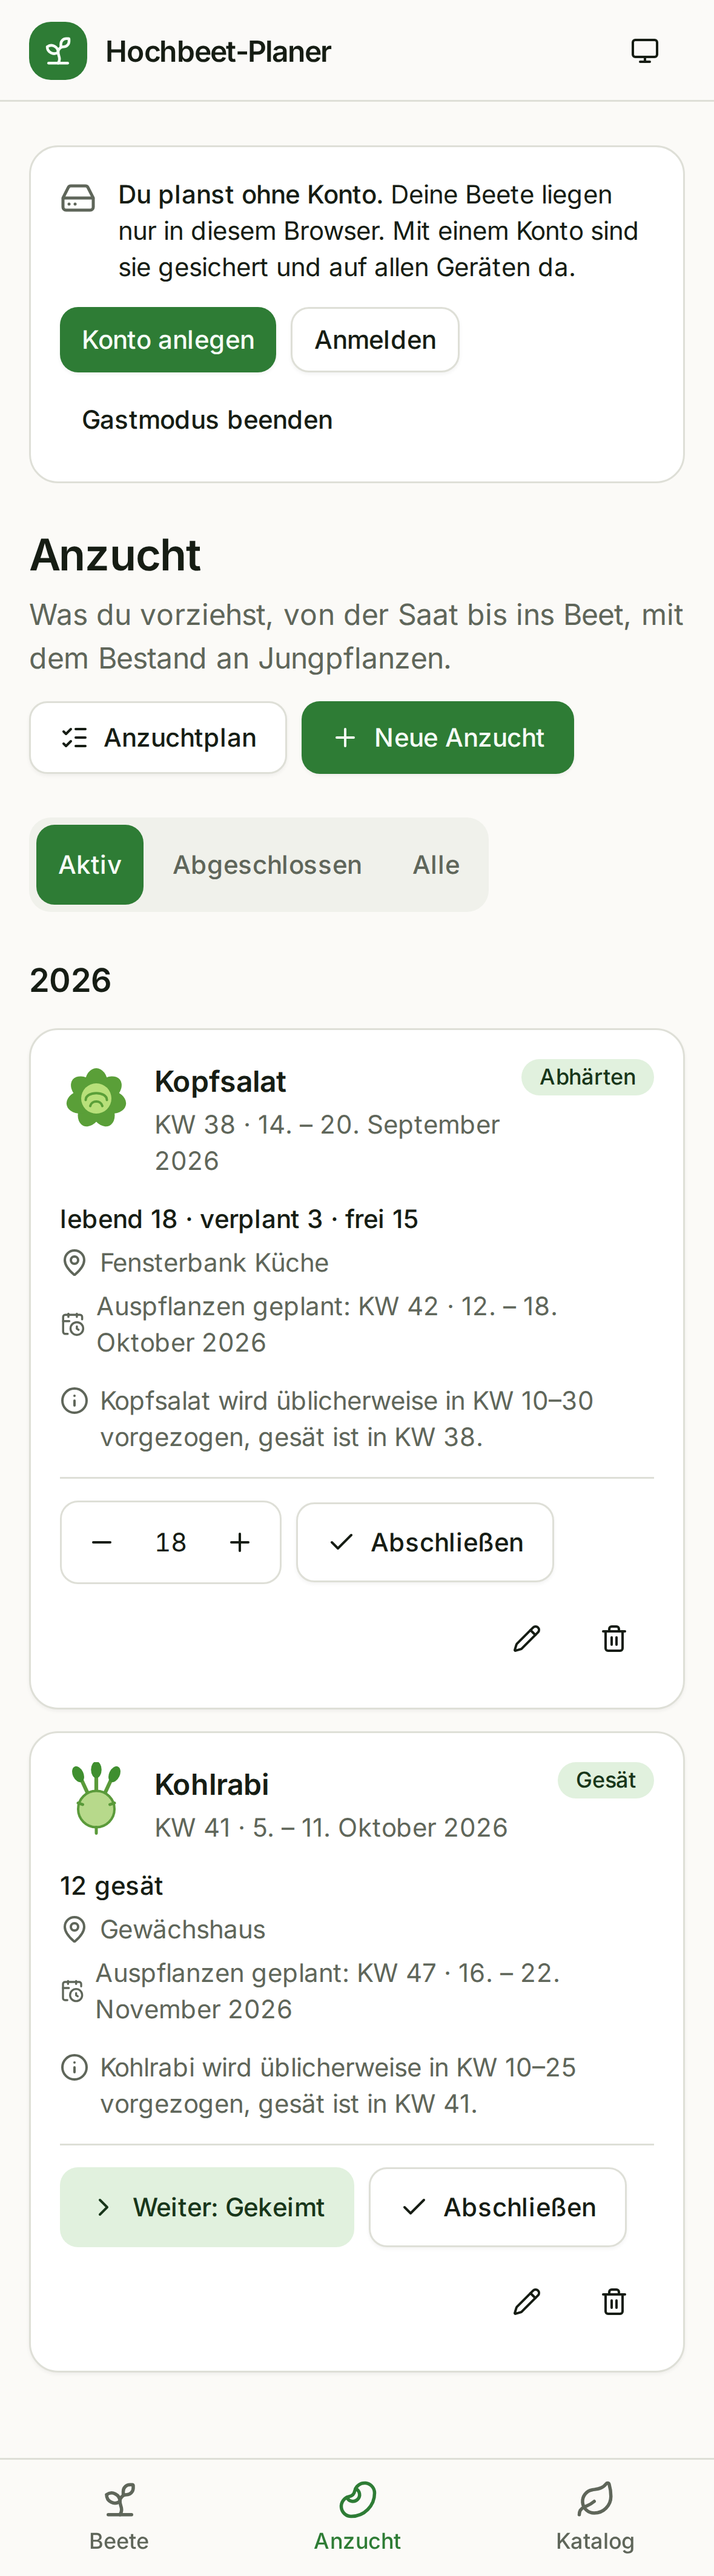 Hochbeet-Planer
Du planst ohne Konto. Deine Beete liegen
nur in diesem Browser. Mit einem Konto sind
sie gesichert und auf allen Geräten da.
Konto anlegen
Anmelden
Gastmodus beenden
Anzucht
Was du vorziehst, von der Saat bis ins Beet, mit
dem Bestand an Jungpflanzen.
Anzuchtplan
Neue Anzucht
Aktiv
Abgeschlossen
Alle
2026
Kopfsalat
Abhärten
KW 38 · 14. – 20. September
2026
lebend 18 · verplant 3 · frei 15
Fensterbank Küche
Auspflanzen geplant: KW 42 · 12. – 18.
Oktober 2026
Kopfsalat wird üblicherweise in KW 10–30
vorgezogen, gesät ist in KW 38.
18
Abschließen
Kohlrabi
Gesät
KW 41 · 5. – 11. Oktober 2026
12 gesät
Gewächshaus
Auspflanzen geplant: KW 47 · 16. – 22.
November 2026
Kohlrabi wird üblicherweise in KW 10–25
vorgezogen, gesät ist in KW 41.
Weiter: Gekeimt
Abschließen
Beete
Anzucht
Katalog